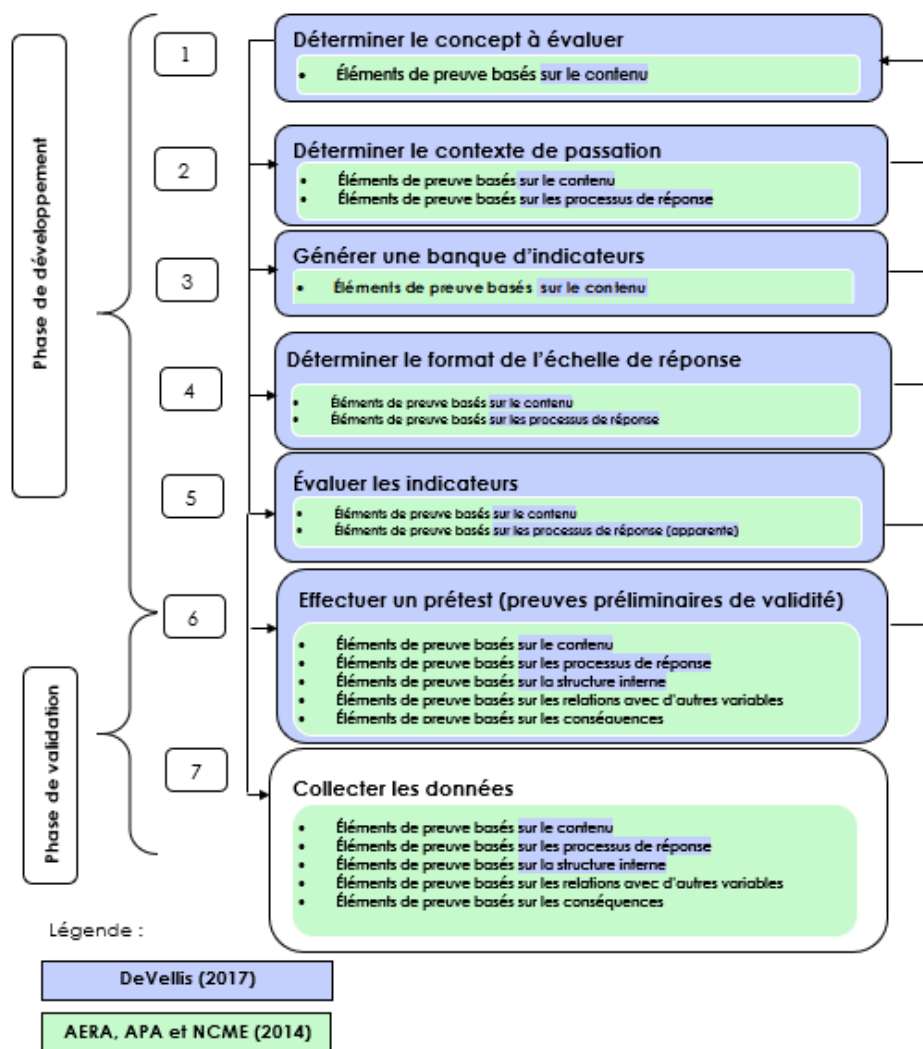 Phase de développement
1
Déterminer le concept à évaluer
• Éléments de preuve basés sur le contenu
2
Déterminer le contexte de passation
• Éléments de preuve basés sur le contenu
• Éléments de preuve basés sur les processus de réponse
3
Générer une banque d'indicateurs
• Éléments de preuve basés sur le contenu
4
Déterminer le format de l'échelle de réponse
• Éléments de preuve basés sur le contenu
• Éléments de preuve basés sur les processus de réponse
5
Évaluer les indicateurs
• Éléments de preuve basés sur le contenu
• Éléments de preuve basés sur les processus de réponse (apparente)
6
Effectuer un prétest (preuves préliminaires de validité)
• Éléments de preuve basés sur le contenu
• Éléments de preuve basés sur les processus de réponse
• Éléments de preuve basés sur la structure interne
• Éléments de preuve basés sur les relations avec d'autres variables
• Éléments de preuve basés sur les conséquences
Phase de validation
7
Collecter les données
• Éléments de preuve basés sur le contenu
• Éléments de preuve basés sur les processus de réponse
• Éléments de preuve basés sur la structure interne
• Éléments de preuve basés sur les relations avec d'autres variables
• Éléments de preuve basés sur les conséquences
Légende :
DeVellis (2017)
AERA, APA et NCME (2014)